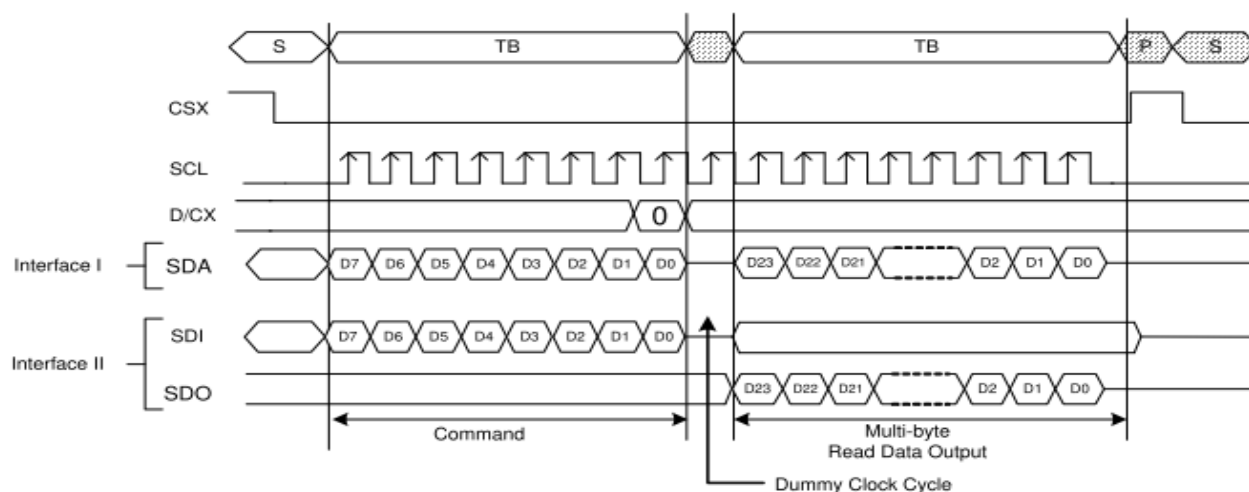 S TB TB P S
CSX
SCL
D/CX 0
Interface I SDA D7 D6 D5 D4 D3 D2 D1 D0 D23 D22 D21 D2 D1 D0
SDI D7 D6 D5 D4 D3 D2 D1 D0
Interface II
SDO D23 D22 D21 D2 D1 D0
Command Multi-byte
Read Data Output
Dummy Clock Cycle